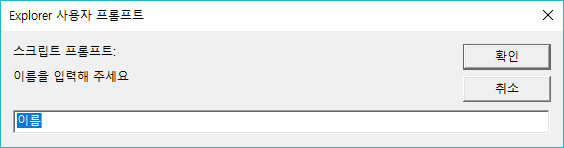 Explorer 사용자 프롬프트
스크립트 프롬프트:
확인
이름을 입력해 주세요
취소
이름